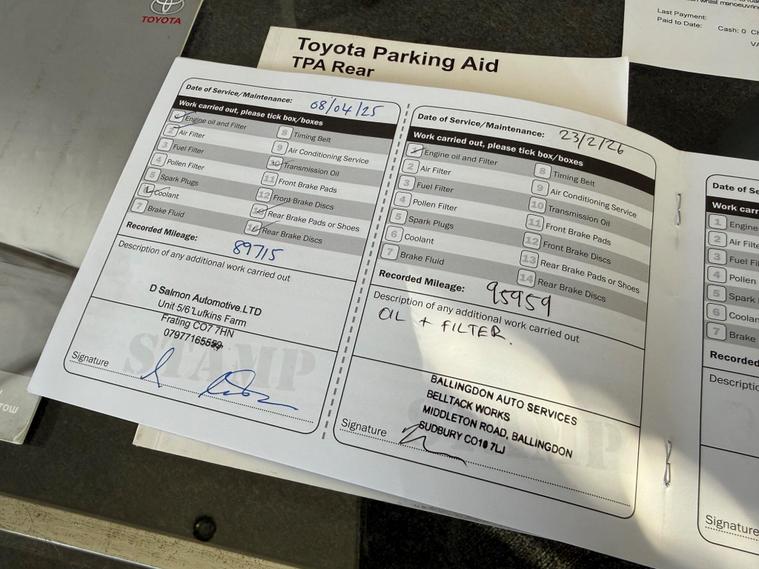 TOYOTA
Toyota Parking Aid
TPA Rear
Last Payment:
Paid to Date:
Cash: 0
Date of Service/Maintenance: 08/04/25
Work carried out, please tick box/boxes
1 Engine oil and Filter
2 Air Filter
3 Fuel Filter
4 Pollen Filter
5 Spark Plugs
6 Coolant
7 Brake Fluid
8 Timing Belt
9 Air Conditioning Service
10 Transmission Oil
11 Front Brake Pads
12 Front Brake Discs
13 Rear Brake Pads or Shoes
14 Rear Brake Discs
Recorded Mileage: 89715
Description of any additional work carried out
D Salmon Automotive.LTD
Unit 5/6 Lufkins Farm
Frating CO7 7HN
STAMP
Signature
Date of Service/Maintenance: 23/2/26
Work carried out, please tick box/boxes
1 Engine oil and Filter
2 Air Filter
3 Fuel Filter
4 Pollen Filter
5 Spark Plugs
6 Coolant
7 Brake Fluid
8 Timing Belt
9 Air Conditioning Service
10 Transmission Oil
11 Front Brake Pads
12 Front Brake Discs
13 Rear Brake Pads or Shoes
14 Rear Brake Discs
Recorded Mileage: 95959
Description of any additional work carried out
OIL + FILTER.
BALLINGDON AUTO SERVICES
BELLTACK WORKS
MIDDLETON ROAD, BALLINGDON
SUDBURY CO10 7LJ
STAMP
Signature
Date of Se
Work carr
1 Engine
2 Air Filte
3 Fuel Fi
4 Pollen
5 Spark
6 Coolan
7 Brake
Recorded
Descriptio
Signature